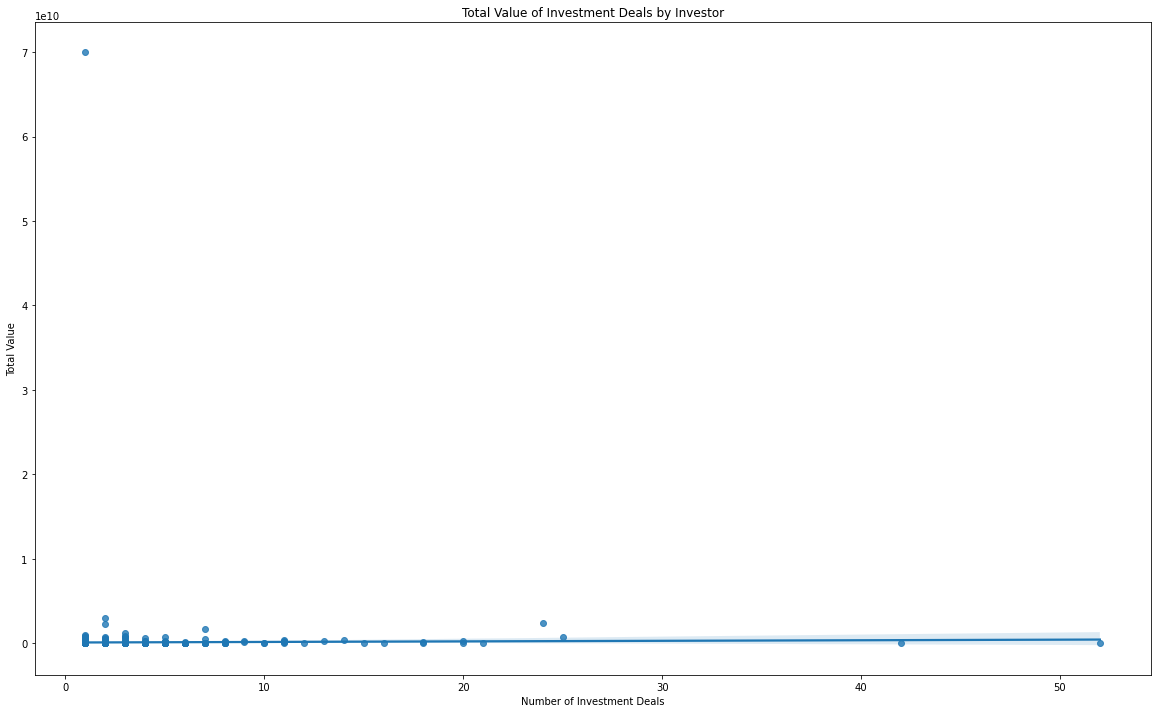 Total Value of Investment Deals by Investor
1e10
7
6
5
4
3
2
1
0
Total Value
0 10 20 30 40 50
Number of Investment Deals